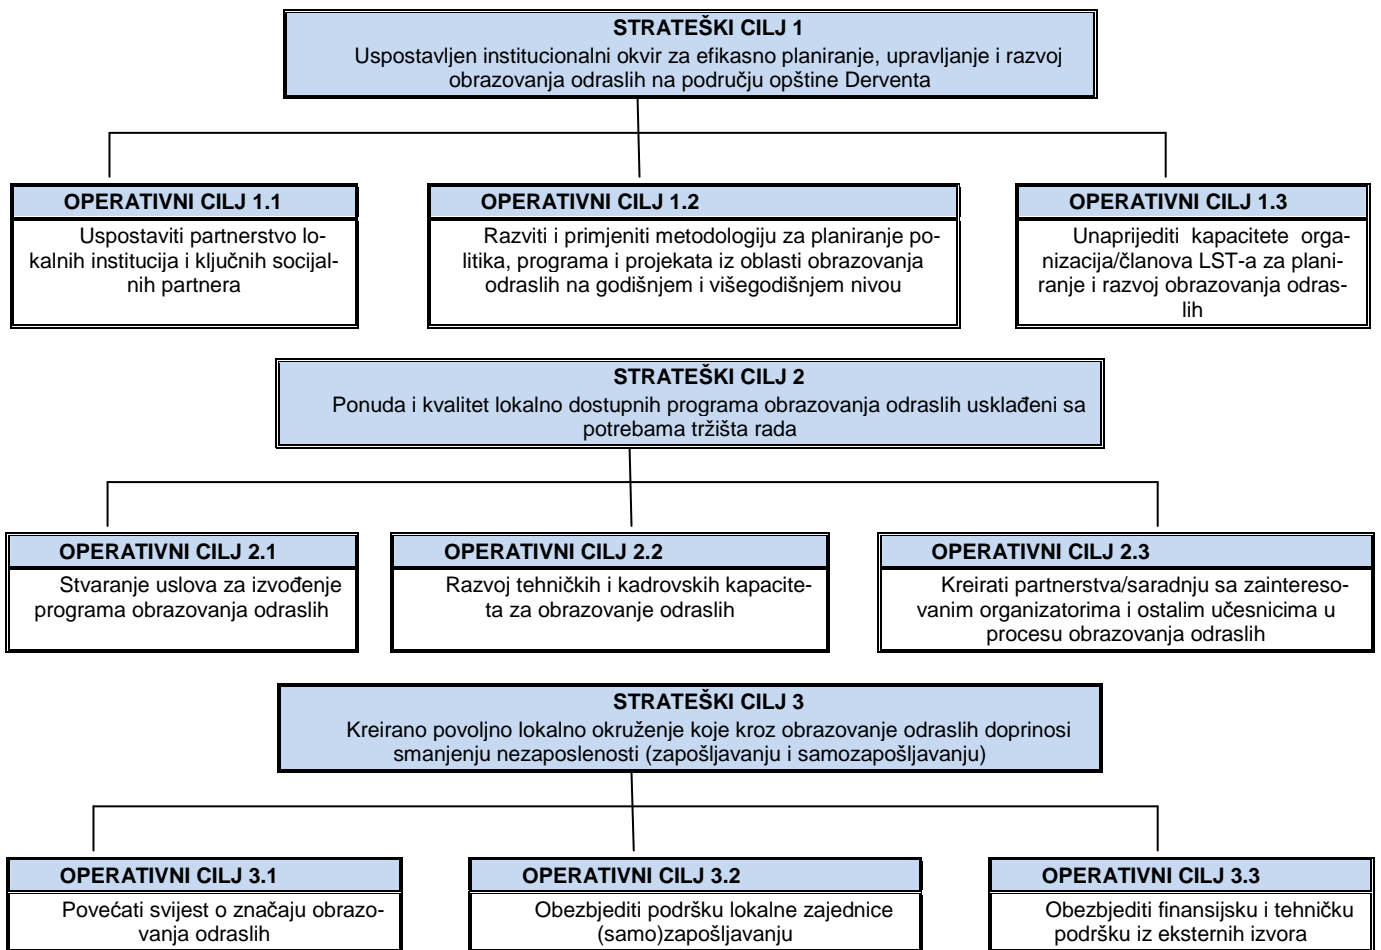 STRATEŠKI CILJ 1
Uspostavljen institucionalni okvir za efikasno planiranje, upravljanje i razvoj
obrazovanja odraslih na području opštine Derventa
OPERATIVNI CILJ 1.1
Uspostaviti partnerstvo lo-
kalnih institucija i ključnih socijal-
nih partnera
OPERATIVNI CILJ 1.2
Razviti i primjeniti metodologiju za planiranje po-
litika, programa i projekata iz oblasti obrazovanja
odraslih na godišnjem i višegodišnjem nivou
OPERATIVNI CILJ 1.3
Unaprijediti kapacitete orga-
nizacija/članova LST-a za plani-
ranje i razvoj obrazovanja odras-
lih
STRATEŠKI CILJ 2
Ponuda i kvalitet lokalno dostupnih programa obrazovanja odraslih usklađeni sa
potrebama tržišta rada
OPERATIVNI CILJ 2.1
Stvaranje uslova za izvođenje
programa obrazovanja odraslih
OPERATIVNI CILJ 2.2
Razvoj tehničkih i kadrovskih kapacite-
ta za obrazovanje odraslih
OPERATIVNI CILJ 2.3
Kreirati partnerstva/saradnju sa zaintereso-
vanim organizatorima i ostalim učesnicima u
procesu obrazovanja odraslih
STRATEŠKI CILJ 3
Kreirano povoljno lokalno okruženje koje kroz obrazovanje odraslih doprinosi
smanjenju nezaposlenosti (zapošljavanju i samozapošljavanju)
OPERATIVNI CILJ 3.1
Povećati svijest o značaju obrazo-
vanja odraslih
OPERATIVNI CILJ 3.2
Obezbjediti podršku lokalne zajednice
(samo)zapošljavanju
OPERATIVNI CILJ 3.3
Obezbjediti finansijsku i tehničku
podršku iz eksternih izvora